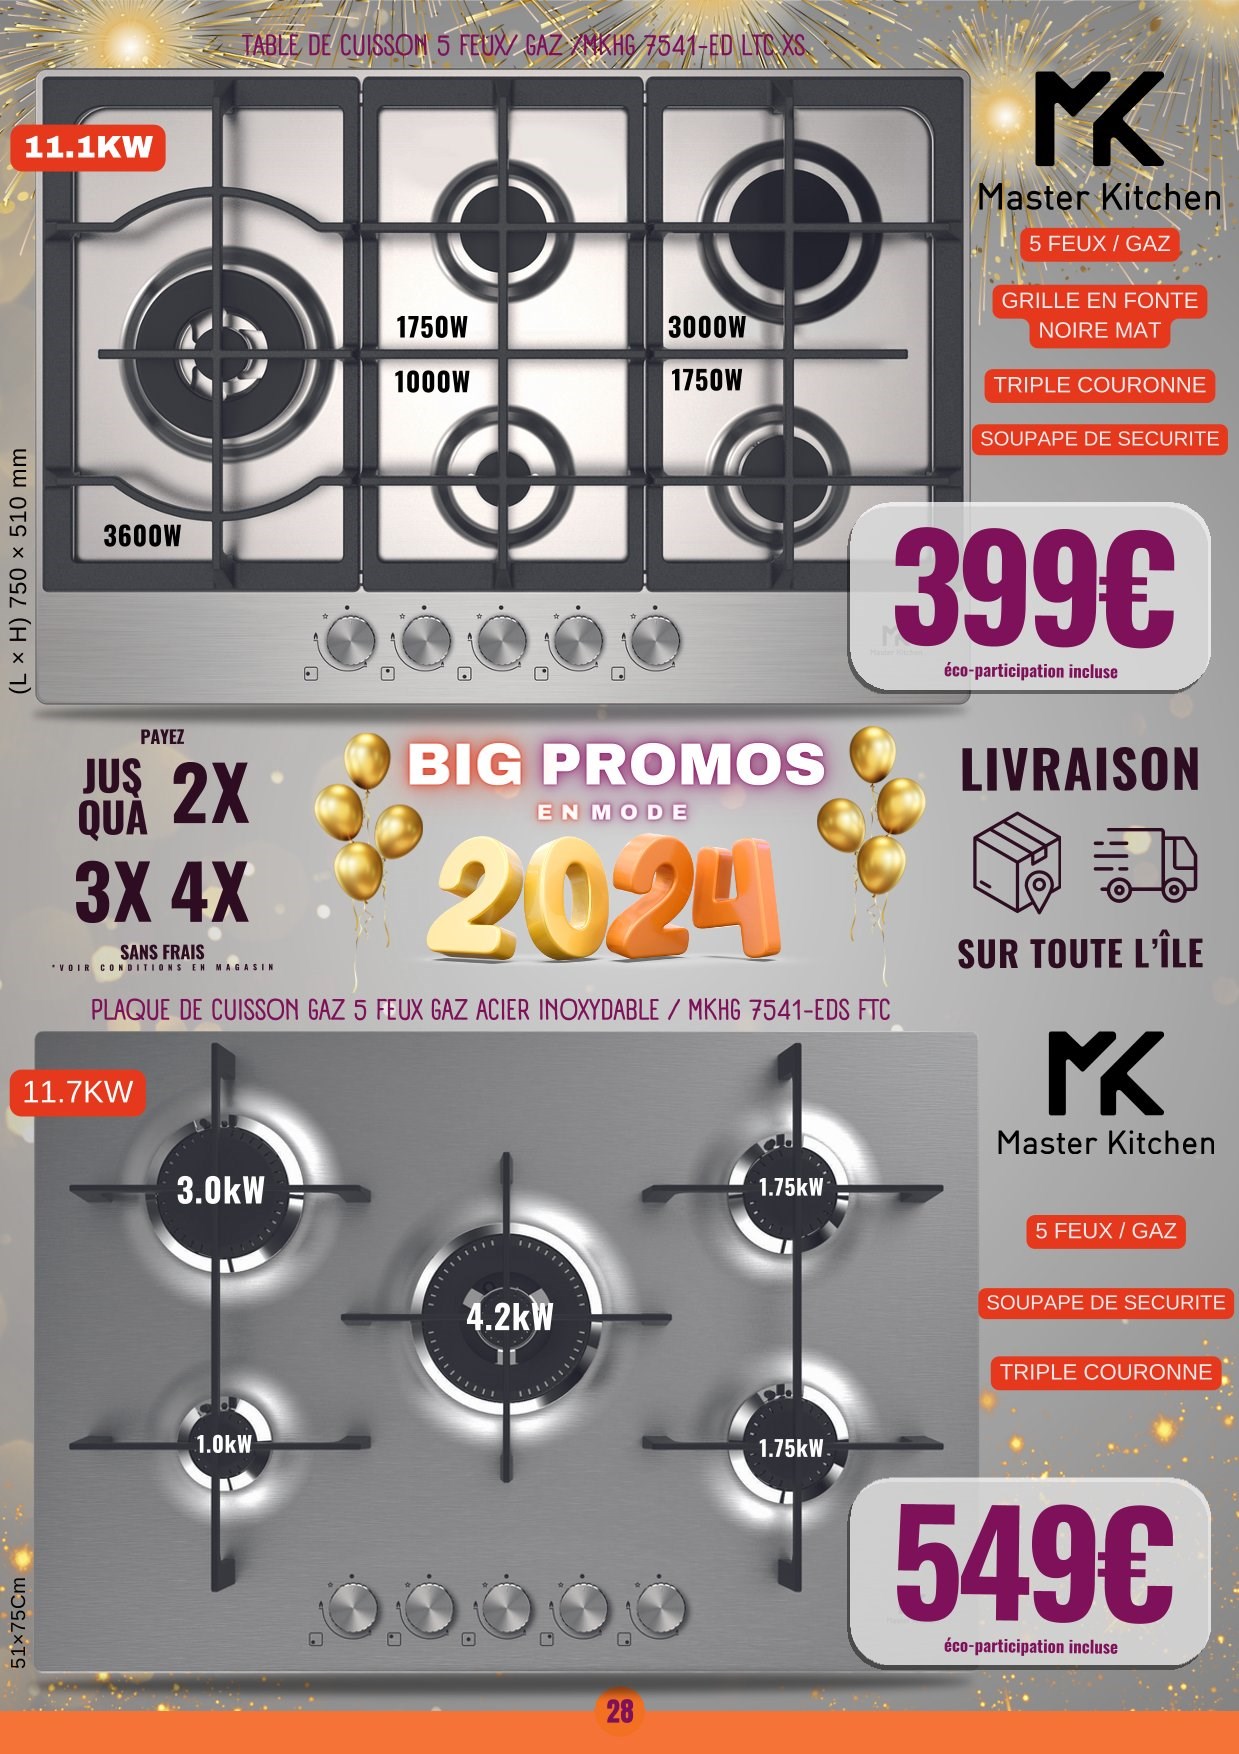 TABLE DE CUISSON 5 FEUX/ GAZ /MKHG 7541-ED LTC XS
11.1KW
MK
Master Kitchen
5 FEUX / GAZ
GRILLE EN FONTE
NOIRE MAT
TRIPLE COURONNE
SOUPAPE DE SECURITE
1750W
3000W
1000W
1750W
3600W
(L × H) 750 × 510 mm
399€
éco-participation incluse
PAYEZ
JUS
QUÀ
2X
3X 4X
SANS FRAIS
*VOIR CONDITIONS EN MAGASIN
BIG PROMOS
EN MODE
2024
LIVRAISON
SUR TOUTE L'ÎLE
PLAQUE DE CUISSON GAZ 5 FEUX GAZ ACIER INOXYDABLE / MKHG 7541-EDS FTC
11.7KW
MK
Master Kitchen
5 FEUX / GAZ
SOUPAPE DE SECURITE
TRIPLE COURONNE
3.0kW
1.75kW
4.2kW
1.0kW
1.75kW
51×75Cm
549€
éco-participation incluse
28